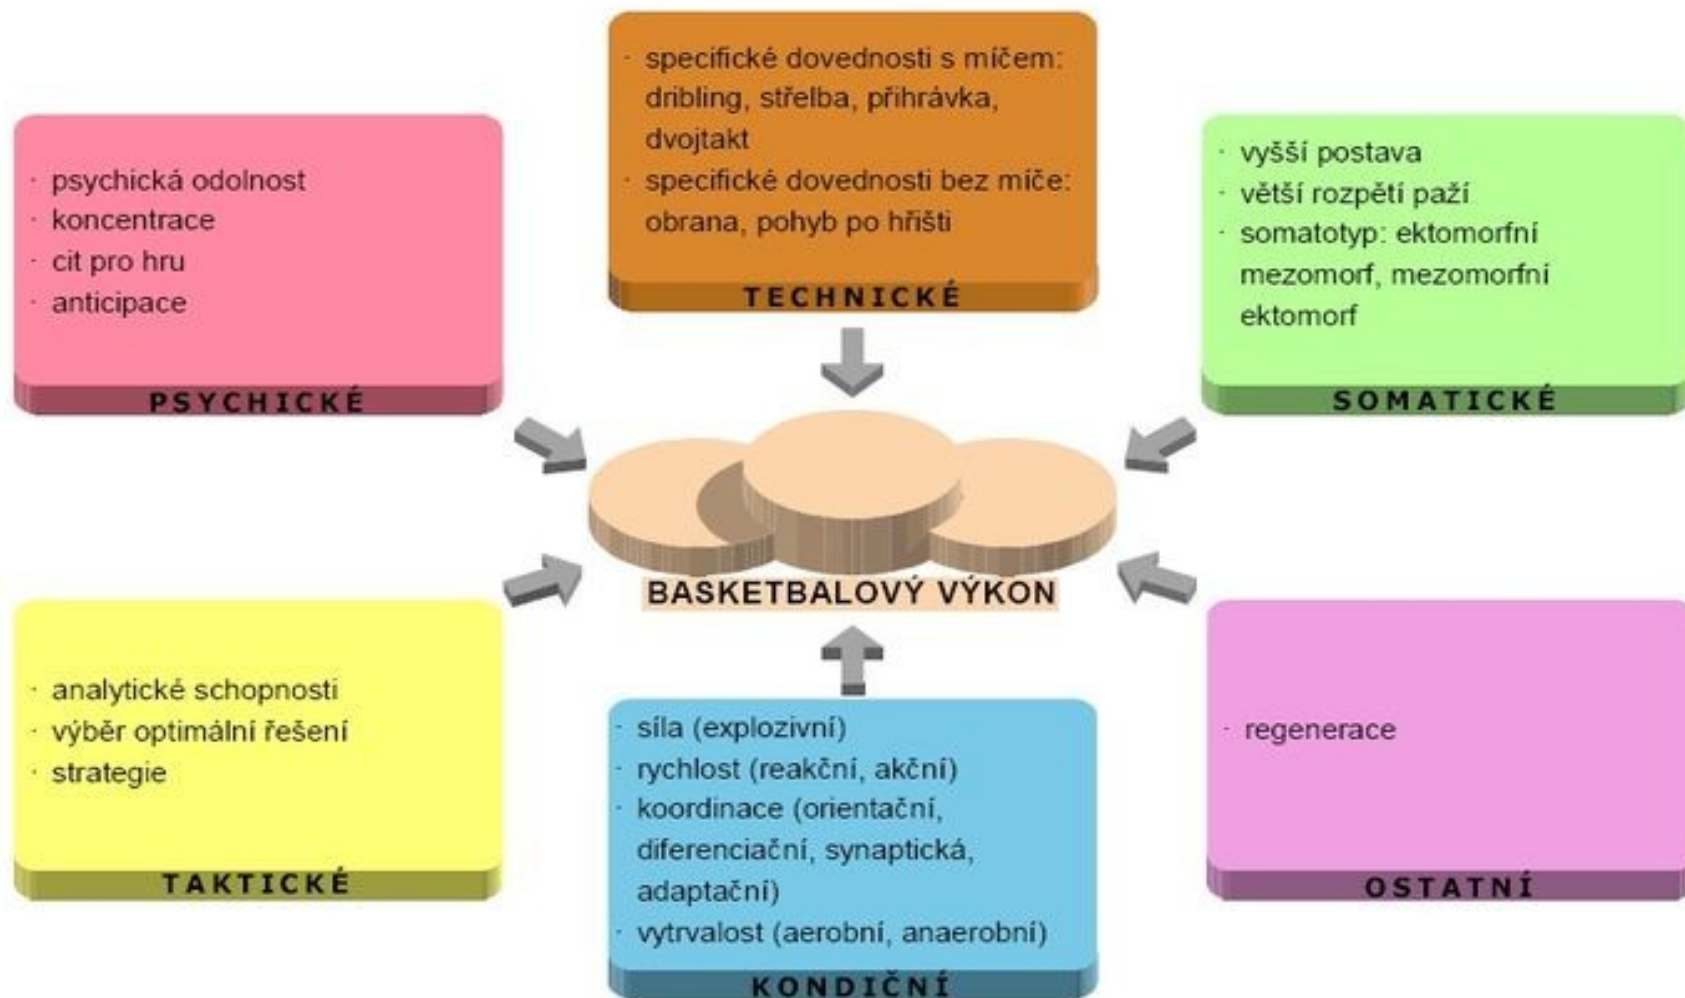 · psychická odolnost
· koncentrace
· cit pro hru
· anticipace
PSYCHICKÉ
· specifické dovednosti s míčem:
dribling, střelba, přihrávka,
dvojtakt
· specifické dovednosti bez míče:
obrana, pohyb po hřišti
TECHNICKÉ
· vyšší postava
· větší rozpětí paží
· somatotyp: ektomorfní
mezomorf, mezomorfní
ektomorf
SOMATICKÉ
BASKETBALOVÝ VÝKON
· analytické schopnosti
· výběr optimální řešení
· strategie
TAKTICKÉ
· síla (explozivní)
· rychlost (reakční, akční)
· koordinace (orientační,
diferenciační, synaptická,
adaptační)
· vytrvalost (aerobní, anaerobní)
KONDIČNÍ
· regenerace
OSTATNÍ